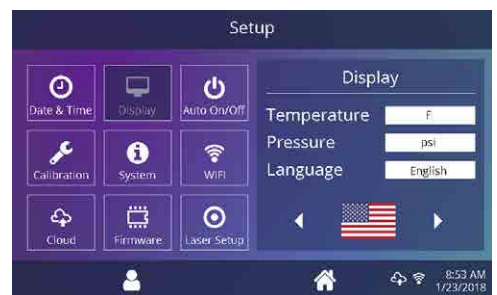 Setup
Date & Time
Display
Auto On/Off
Calibration
System
WIFI
Cloud
Firmware
Laser Setup
Display
Temperature F
Pressure psi
Language English
8:53 AM
1/23/2018